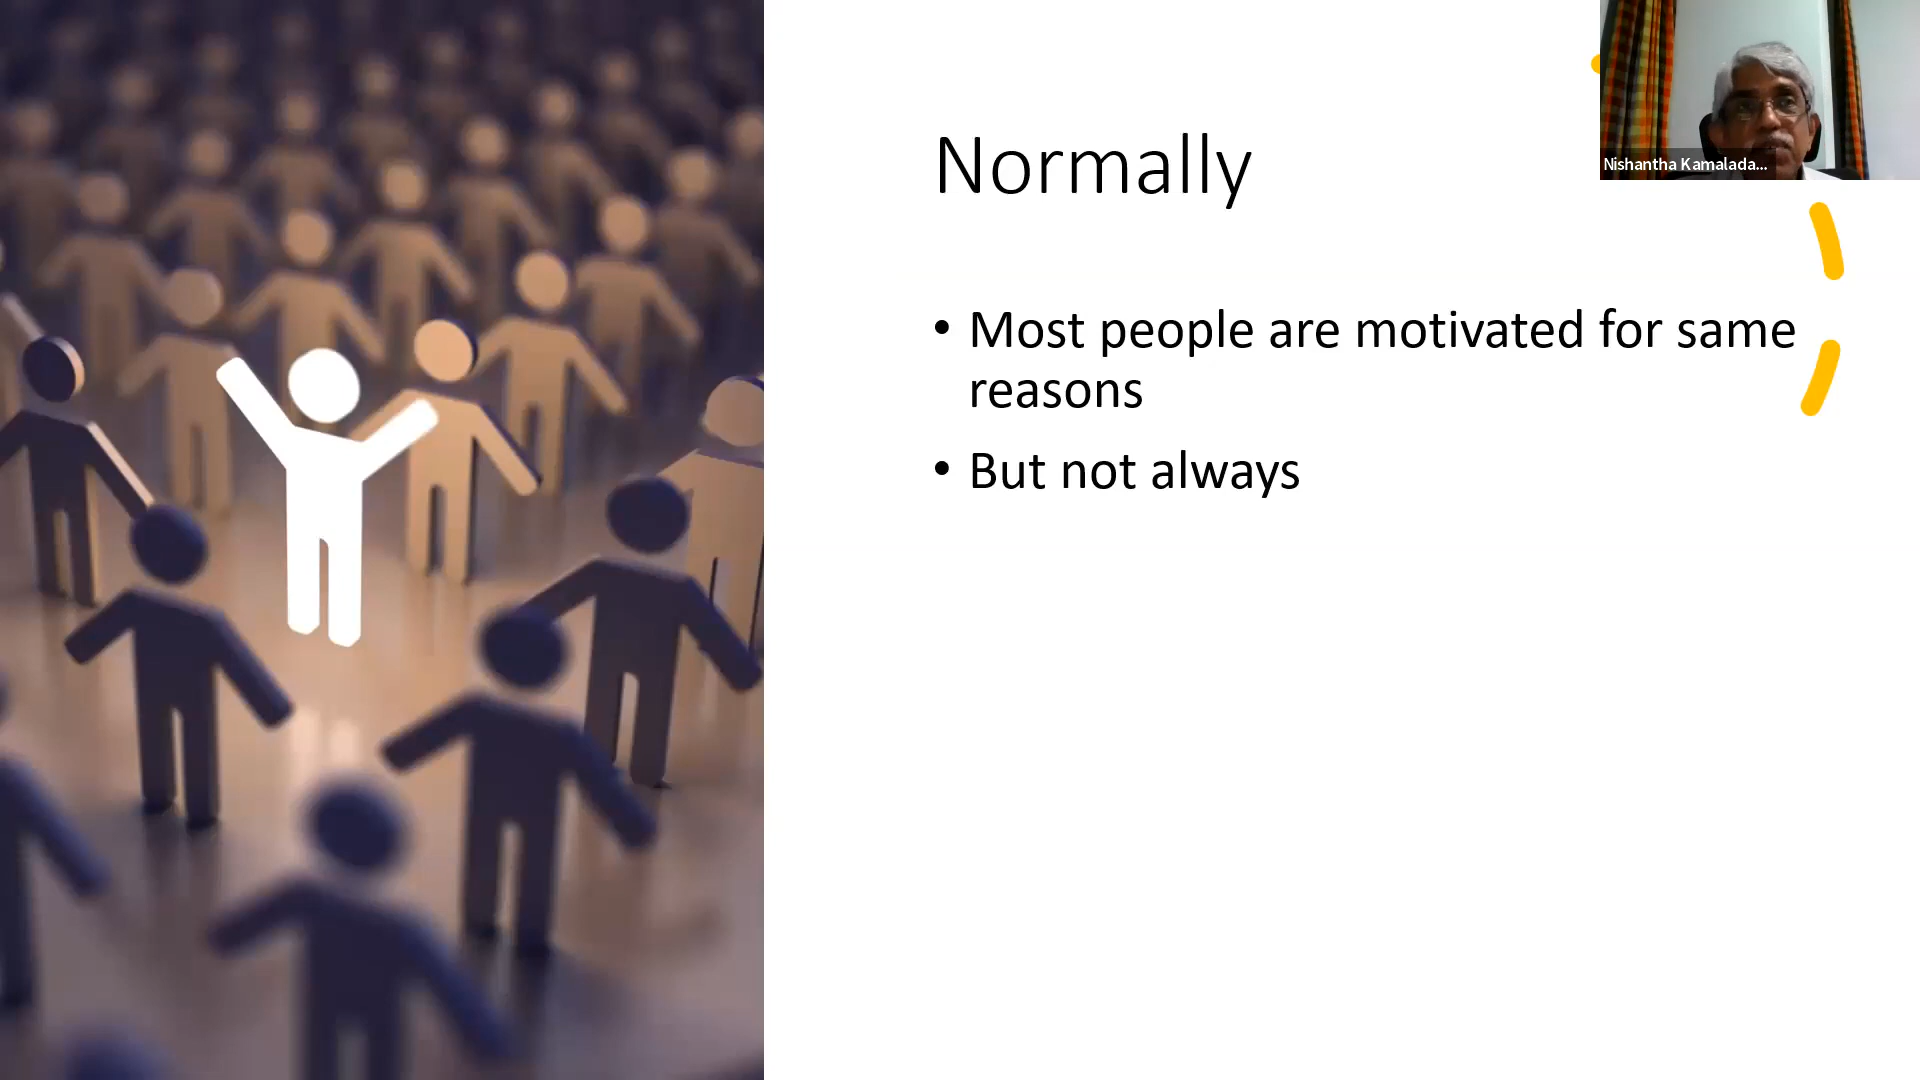 Normally
Nishantha Kamalada...
• Most people are motivated for same
reasons
• But not always